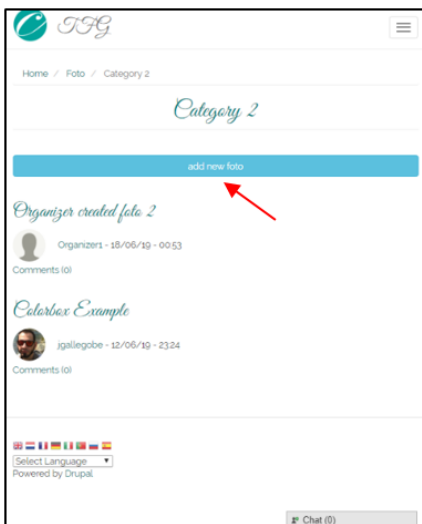 TFG
Home / Foto / Category 2
Category 2
add new foto
Organizer created foto 2
Organizer1 - 18/06/19 - 00:53
Comments (0)
Colorbox Example
jgallegobe - 12/06/19 - 23:24
Comments (0)
Select Language
Powered by Drupal
Chat (0)